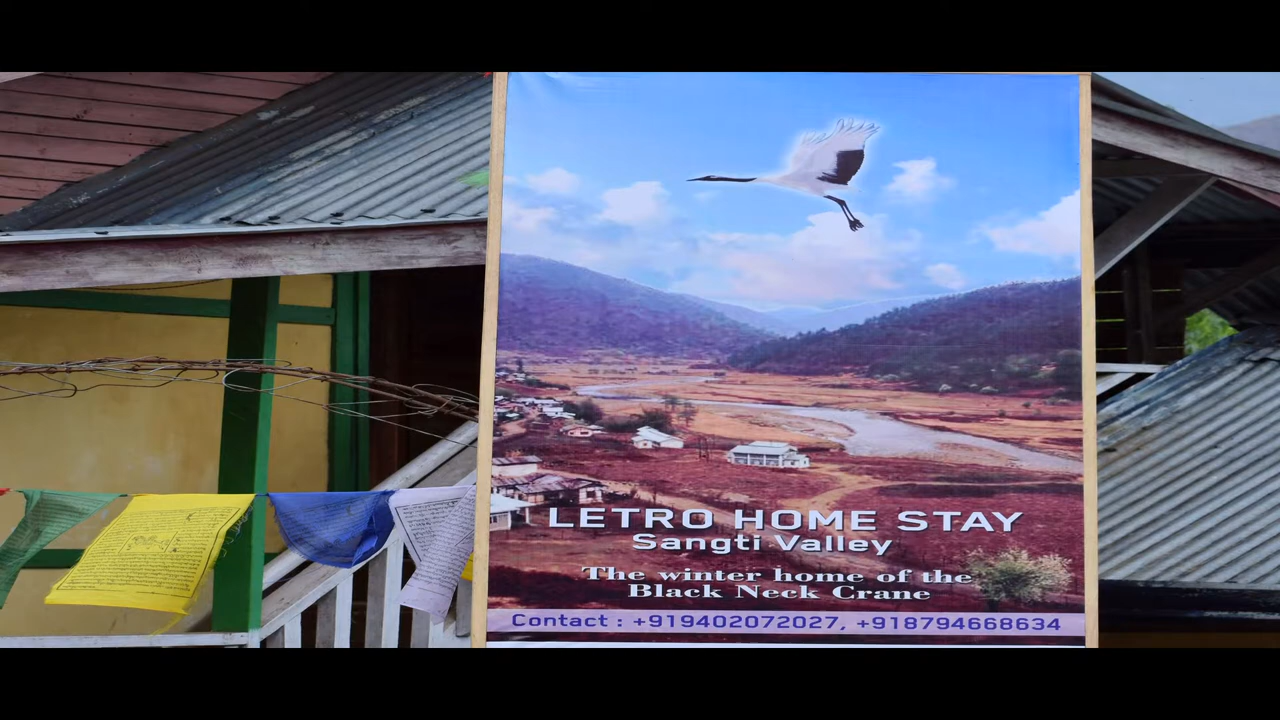 LETRO HOME STAY
Sangti Valley
The winter home of the
Black Neck Crane
Contact : +919402072027, +918794668634